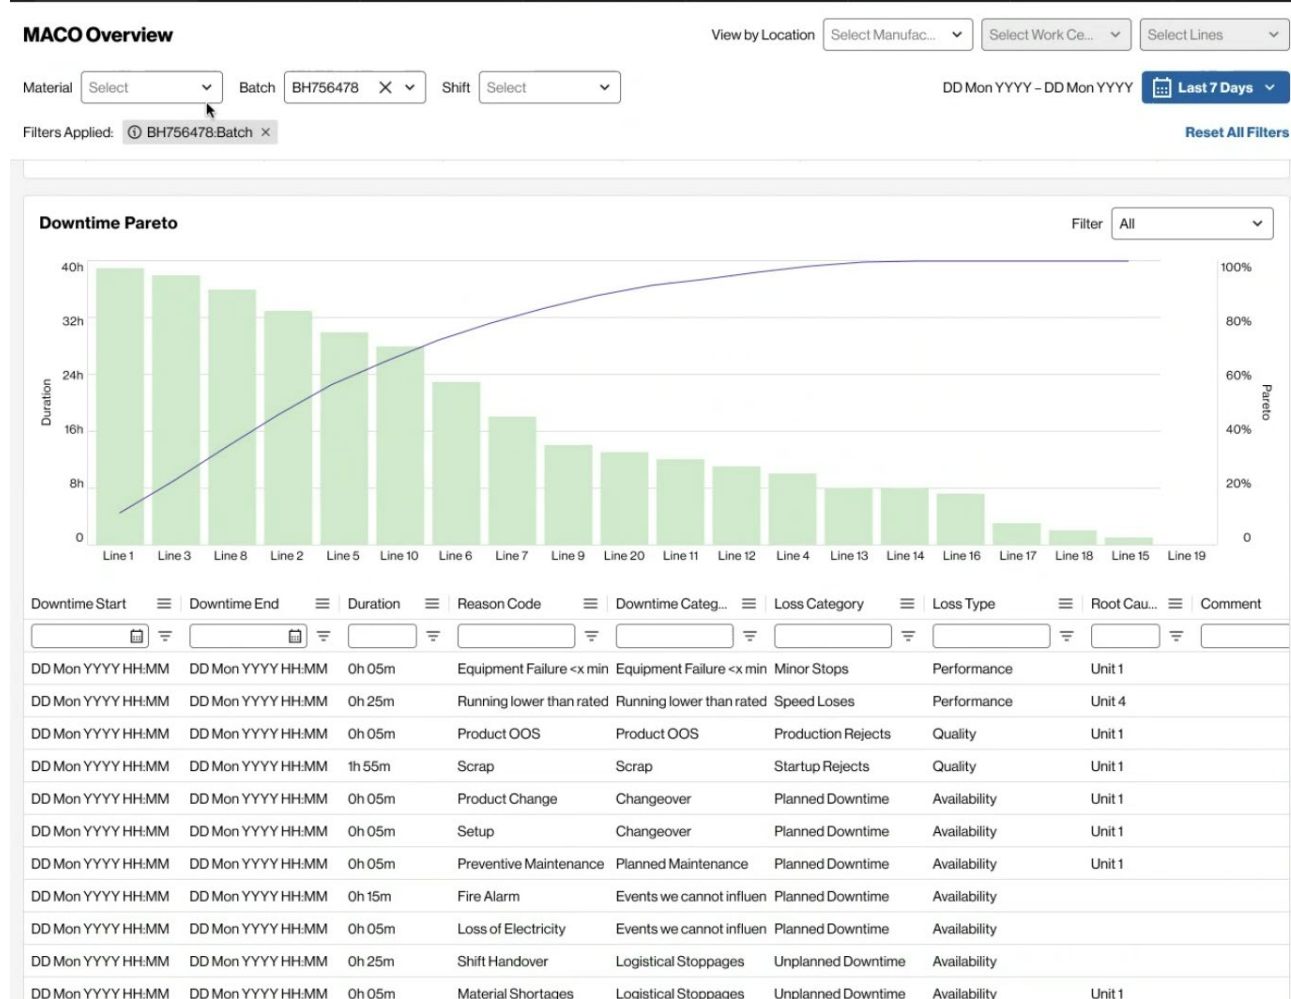 MACO Overview
View by Location Select Manufac... Select Work Ce... Select Lines
Material Select Batch BH756478 Shift Select DD Mon YYYY – DD Mon YYYY Last 7 Days
Filters Applied: BH756478:Batch Reset All Filters
Downtime Pareto Filter All
40h 100%
32h 80%
24h 60%
Duration Pareto
16h 40%
8h 20%
0 0
Line 1 Line 3 Line 8 Line 2 Line 5 Line 10 Line 6 Line 7 Line 9 Line 20 Line 11 Line 12 Line 4 Line 13 Line 14 Line 16 Line 17 Line 18 Line 15 Line 19
Downtime Start Downtime End Duration Reason Code Downtime Categ... Loss Category Loss Type Root Cau... Comment
DD Mon YYYY HH:MM DD Mon YYYY HH:MM 0h 05m Equipment Failure <x min Equipment Failure <x min Minor Stops Performance Unit 1
DD Mon YYYY HH:MM DD Mon YYYY HH:MM 0h 25m Running lower than rated Running lower than rated Speed Loses Performance Unit 4
DD Mon YYYY HH:MM DD Mon YYYY HH:MM 0h 05m Product OOS Product OOS Production Rejects Quality Unit 1
DD Mon YYYY HH:MM DD Mon YYYY HH:MM 1h 55m Scrap Scrap Startup Rejects Quality Unit 1
DD Mon YYYY HH:MM DD Mon YYYY HH:MM 0h 05m Product Change Changeover Planned Downtime Availability Unit 1
DD Mon YYYY HH:MM DD Mon YYYY HH:MM 0h 05m Setup Changeover Planned Downtime Availability Unit 1
DD Mon YYYY HH:MM DD Mon YYYY HH:MM 0h 05m Preventive Maintenance Planned Maintenance Planned Downtime Availability Unit 1
DD Mon YYYY HH:MM DD Mon YYYY HH:MM 0h 15m Fire Alarm Events we cannot influen Planned Downtime Availability
DD Mon YYYY HH:MM DD Mon YYYY HH:MM 0h 05m Loss of Electricity Events we cannot influen Planned Downtime Availability
DD Mon YYYY HH:MM DD Mon YYYY HH:MM 0h 25m Shift Handover Logistical Stoppages Unplanned Downtime Availability
DD Mon YYYY HH:MM DD Mon YYYY HH:MM 0h 05m Material Shortages Logistical Stoppages Unplanned Downtime Availability Unit 1